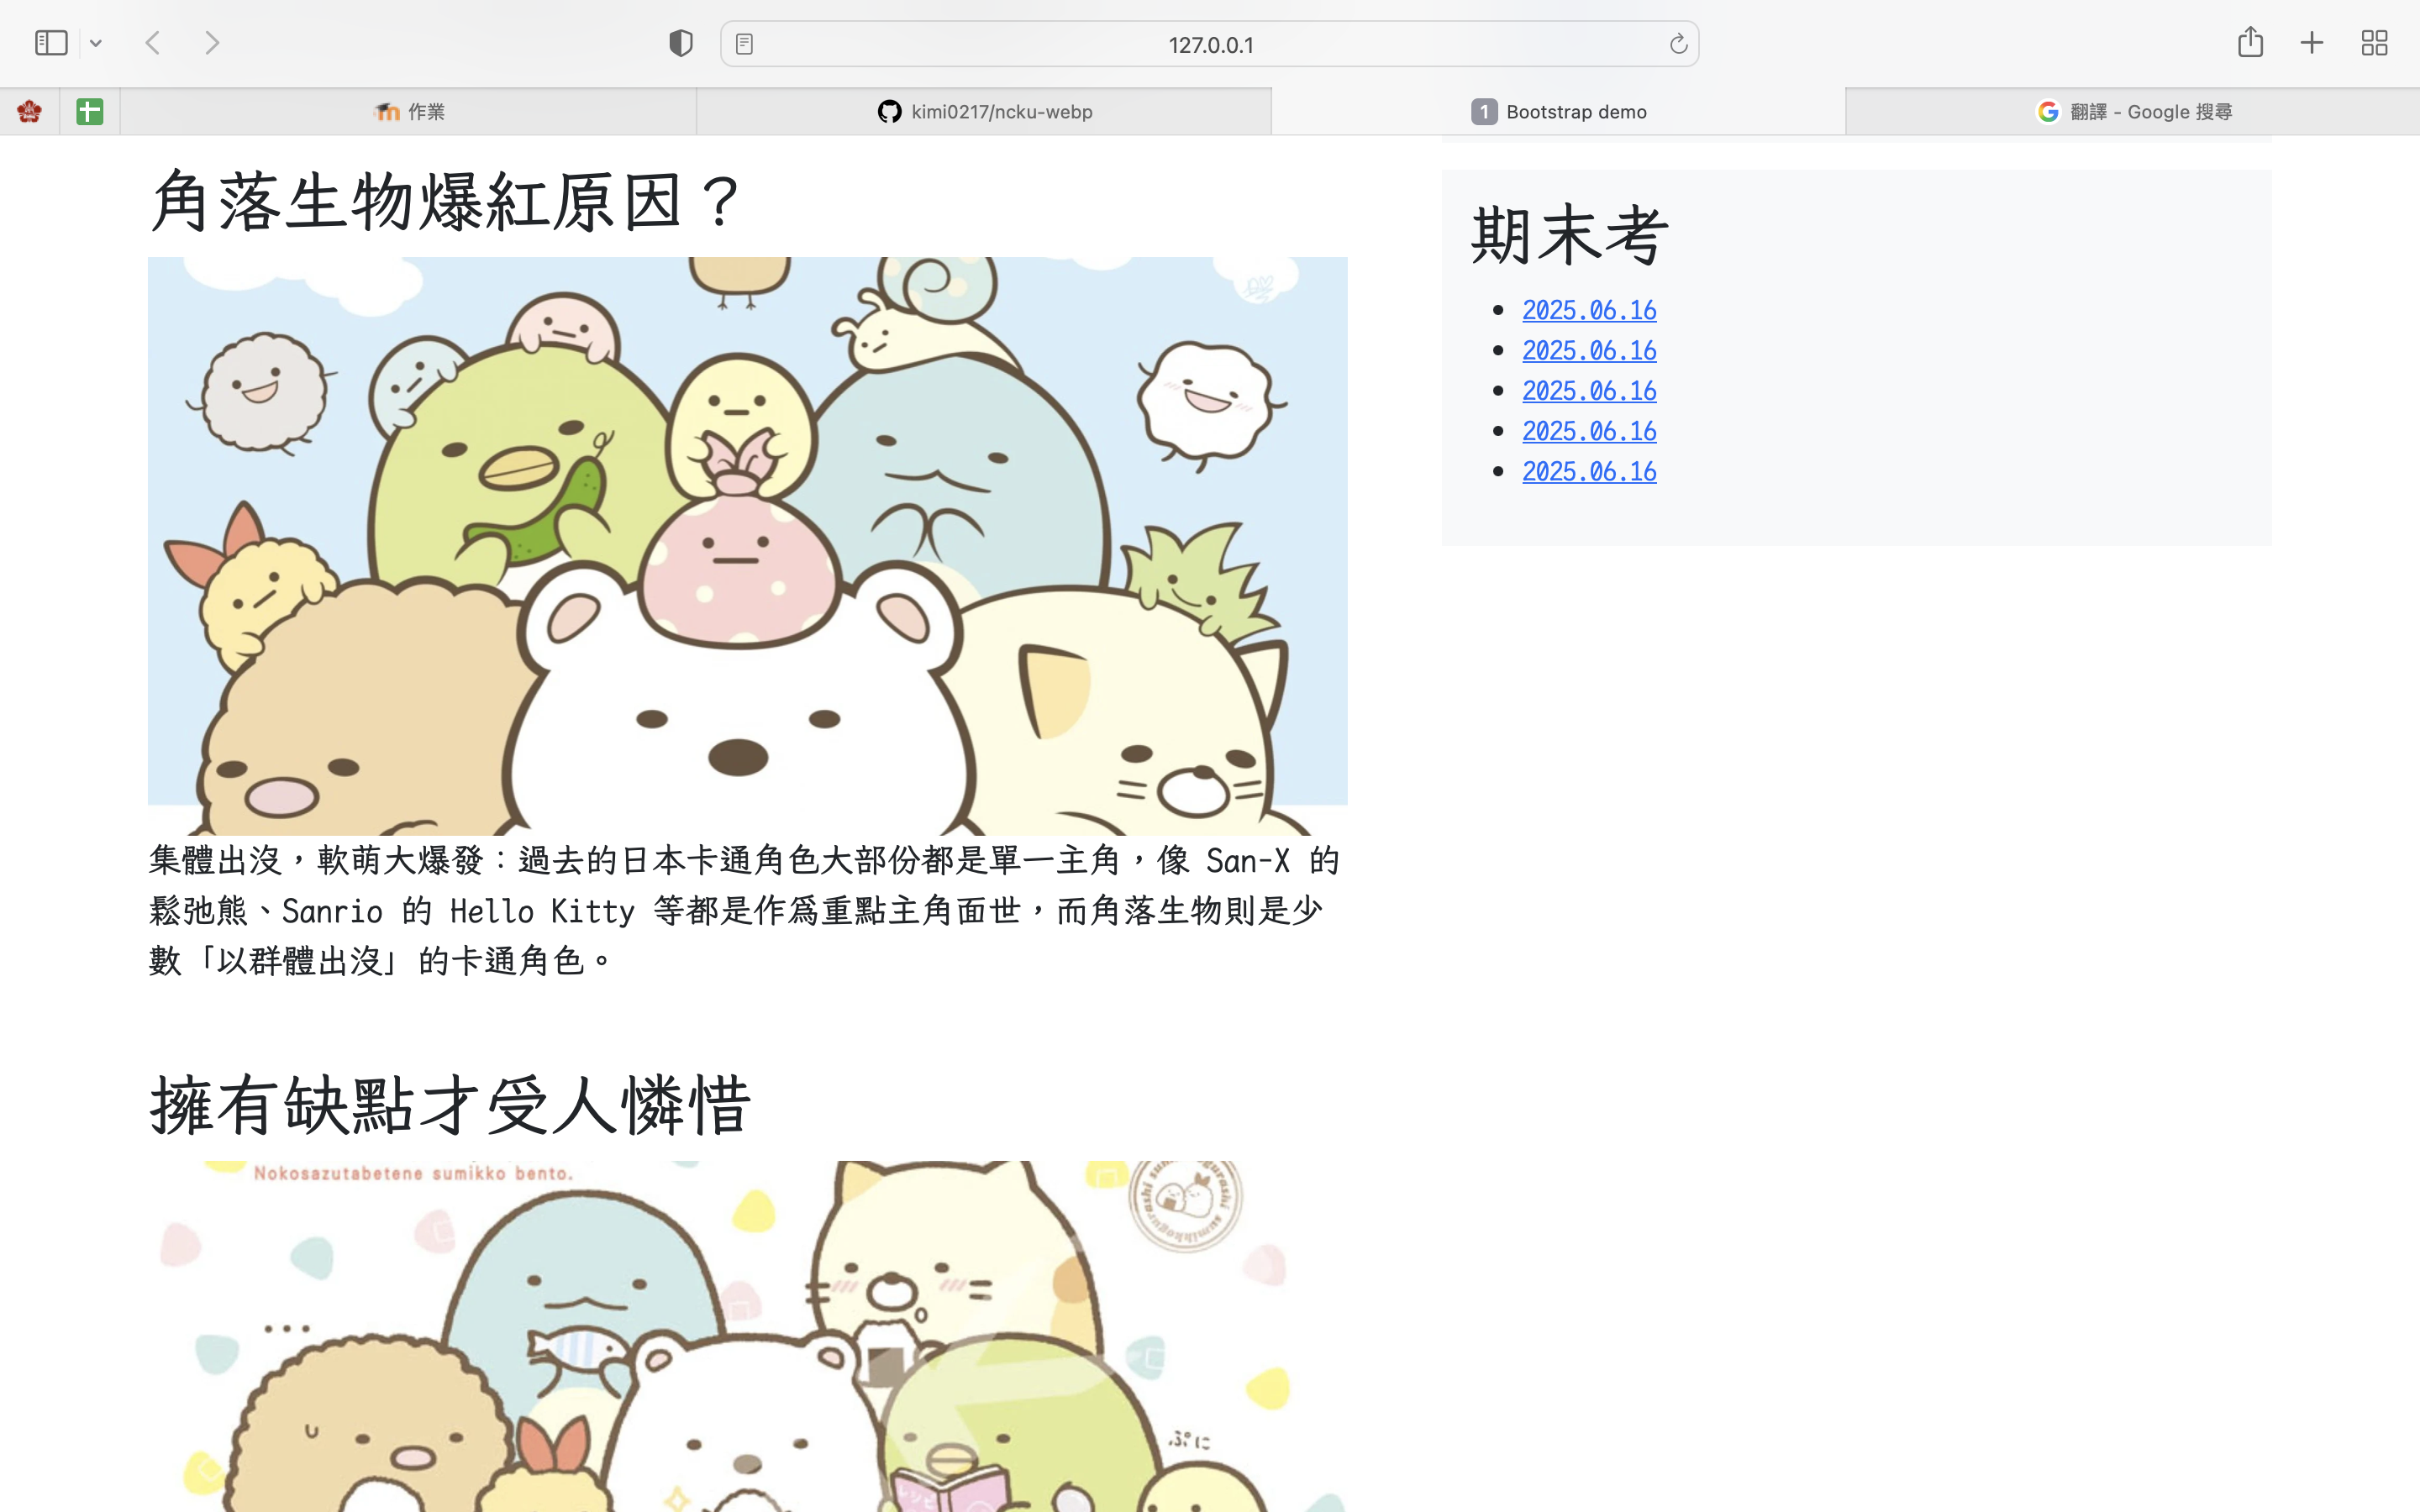 127.0.0.1
作業
kimi0217/ncku-webp
1 Bootstrap demo
翻譯 - Google 搜尋
角落生物爆紅原因？
集體出沒，軟萌大爆發：過去的日本卡通角色大部份都是單一主角，像 San-X 的
鬆弛熊、Sanrio 的 Hello Kitty 等都是作為重點主角面世，而角落生物則是少
數「以群體出沒」的卡通角色。
擁有缺點才受人憐惜
Nokosazutabetene sumikko bento.
ぷに
期末考
2025.06.16
2025.06.16
2025.06.16
2025.06.16
2025.06.16